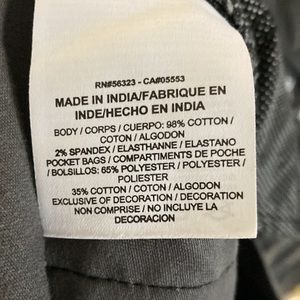 RN#56323 - CA#05553
MADE IN INDIA/FABRIQUE EN
INDE/HECHO EN INDIA
BODY / CORPS / CUERPO: 98% COTTON /
COTON / ALGODON
2% SPANDEX / ELASTHANNE / ELASTANO
POCKET BAGS / COMPARTIMENTS DE POCHE
/ BOLSILLOS: 65% POLYESTER / POLYESTER /
POLIESTER
35% COTTON / COTON / ALGODON
EXCLUSIVE OF DECORATION / DECORATION
NON COMPRISE / NO INCLUYE LA
DECORACION